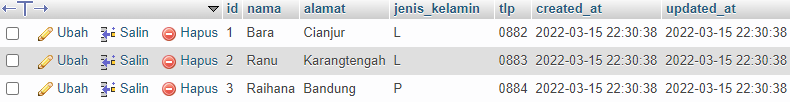 id nama alamat jenis_kelamin tlp created_at updated_at
Ubah Salin Hapus 1 Bara Cianjur L 0882 2022-03-15 22:30:38 2022-03-15 22:30:38
Ubah Salin Hapus 2 Ranu Karangtengah L 0883 2022-03-15 22:30:38 2022-03-15 22:30:38
Ubah Salin Hapus 3 Raihana Bandung P 0884 2022-03-15 22:30:38 2022-03-15 22:30:38